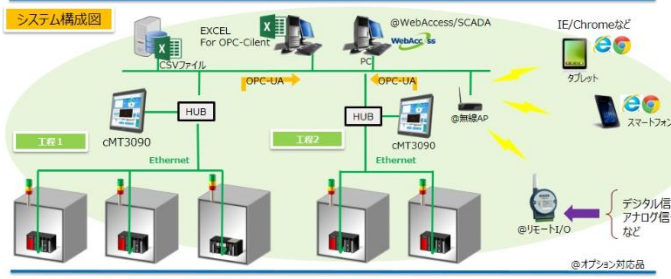 システム構成図
EXCEL
For OPC-Cilent
@WebAccess/SCADA
WebAccess
IE/Chromeなど
CSVファイル
PC
OPC-UA
OPC-UA
タブレット
HUB
HUB
@無線AP
スマートフォン
工程1
cMT3090
工程2
cMT3090
Ethernet
Ethernet
@リモートI/O
デジタル信
アナログ信
など
@オプション対応品